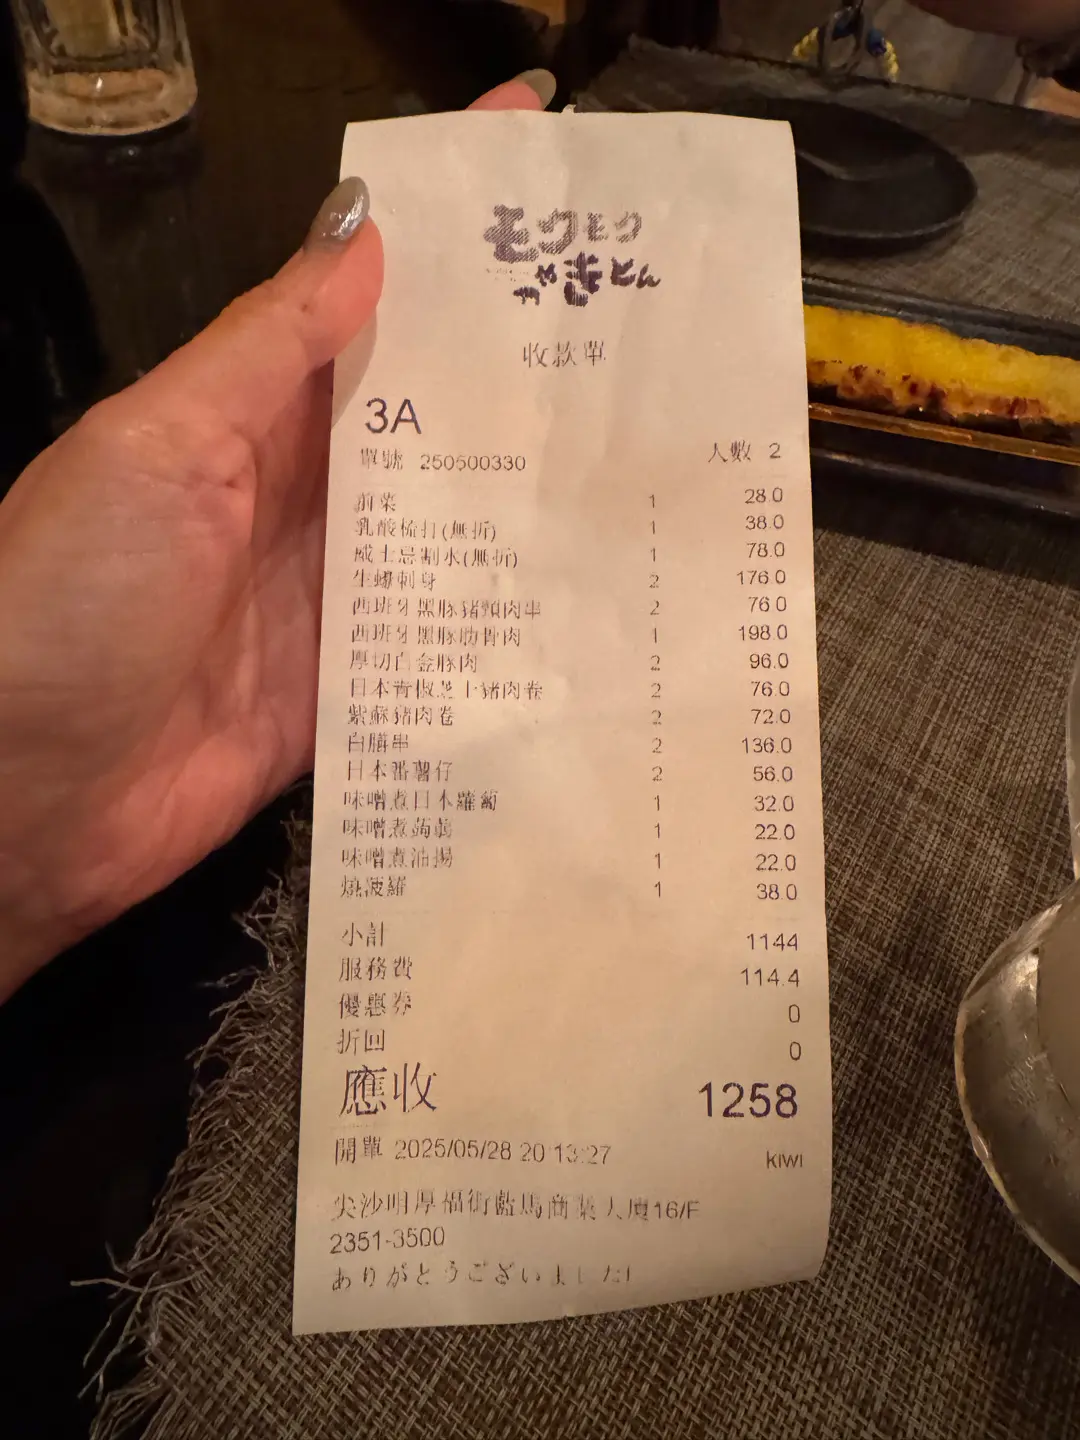 モクモク
収款單
3A
單號 250500330 人數 2
前菜 1 28.0
乳酸梳打(無折) 1 38.0
威士忌割水(無折) 1 78.0
生蠔刺身 2 176.0
西班牙黑豚豬頰肉串 2 76.0
西班牙黑豚肋骨肉 1 198.0
厚切白金豚肉 2 96.0
日本青椒芝士豬肉卷 2 76.0
紫蘇豬肉卷 2 72.0
白膳串 2 136.0
日本番薯仔 2 56.0
味噌煮日本蘿蔔 1 32.0
味噌煮蒟蒻 1 22.0
味噌煮油揚 1 22.0
燒菠蘿 1 38.0
小計 1144
服務費 114.4
優惠券 0
折回 0
應收 1258
開單 2025/05/28 20:13:27 kiwi
尖沙咀厚福街藍馬商業大廈16/F
2351-3500
ありがとうございました!